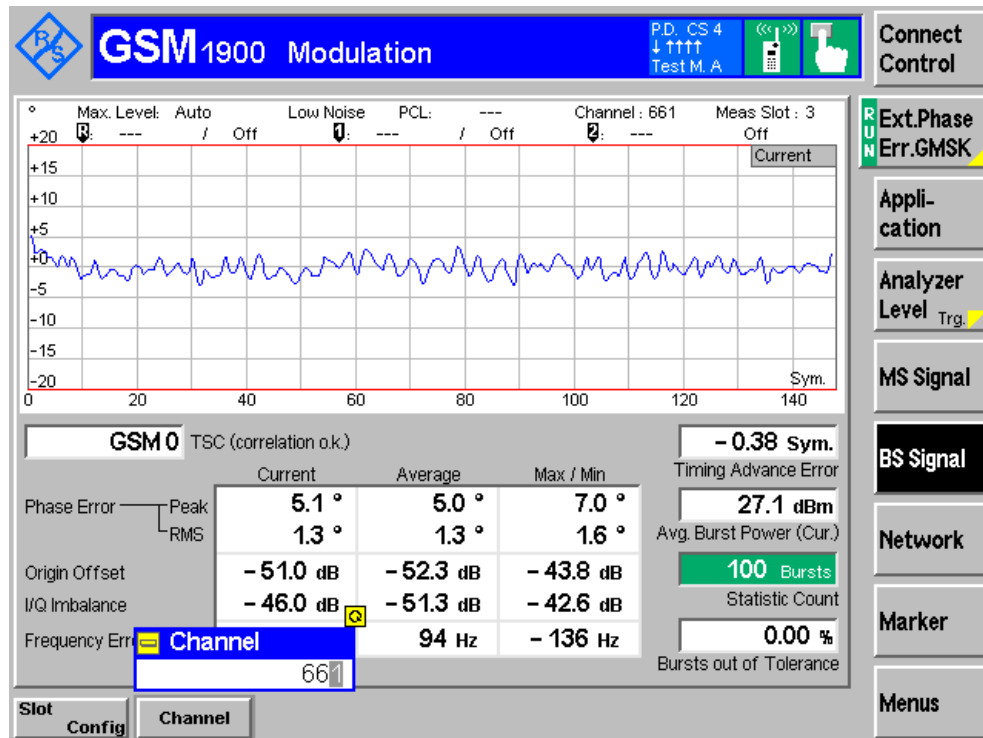 R/S
GSM 1900 Modulation
P.D. CS 4
↓ ↑↑↑↑
Test M. A
Connect
Control
° Max. Level: Auto Low Noise PCL: --- Channel : 661 Meas Slot : 3
R: --- / Off 1: --- / Off 2: --- Off
Current
+20
+15
+10
+5
+0
-5
-10
-15
-20
Sym.
0 20 40 60 80 100 120 140
GSM 0 TSC (correlation o.k.)
Current Average Max / Min
Phase Error Peak 5.1 ° 5.0 ° 7.0 °
RMS 1.3 ° 1.3 ° 1.6 °
Origin Offset - 51.0 dB - 52.3 dB - 43.8 dB
I/Q Imbalance - 46.0 dB - 51.3 dB - 42.6 dB
Frequency Err 94 Hz - 136 Hz
- 0.38 Sym.
Timing Advance Error
27.1 dBm
Avg. Burst Power (Cur.)
100 Bursts
Statistic Count
0.00 %
Bursts out of Tolerance
Channel
661
Slot
Config
Channel
RUN
Ext.Phase
Err.GMSK
Appli-
cation
Analyzer
Level Trg.
MS Signal
BS Signal
Network
Marker
Menus